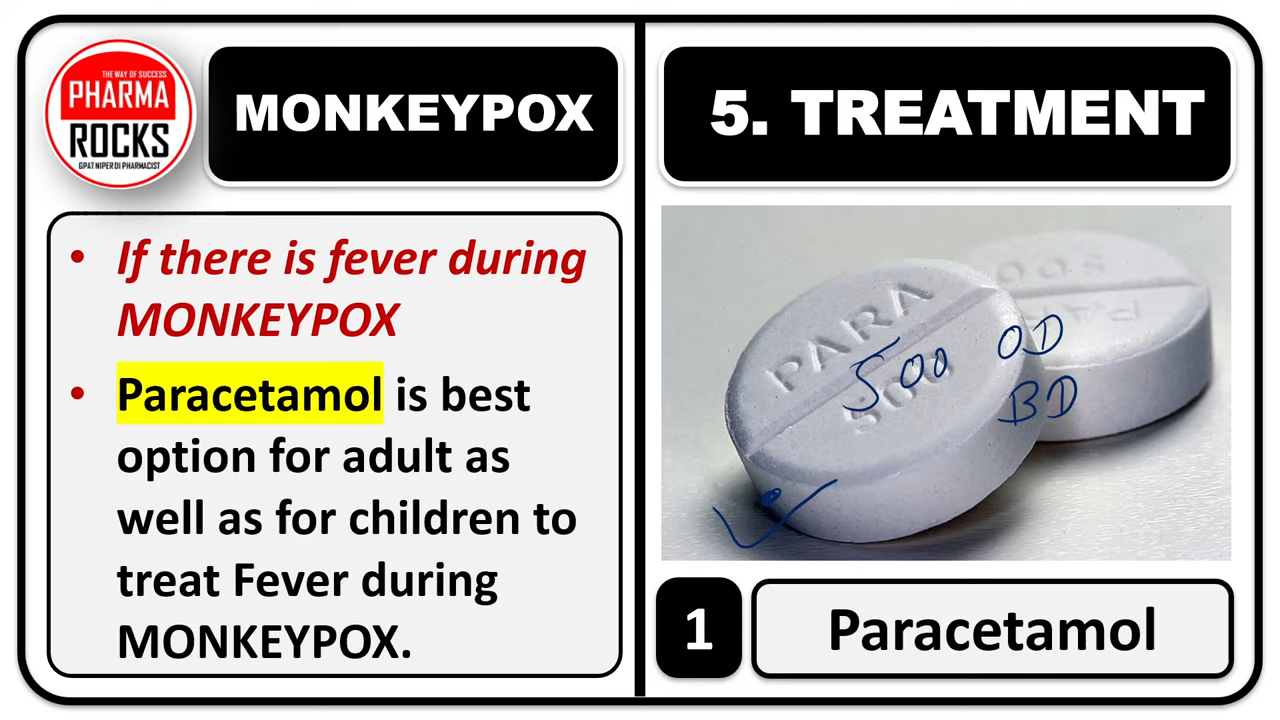 THE WAY OF SUCCESS
PHARMA
ROCKS
GPAT NIPER DI PHARMACIST
MONKEYPOX
• If there is fever during
MONKEYPOX
• Paracetamol is best
option for adult as
well as for children to
treat Fever during
MONKEYPOX.
5. TREATMENT
PARA
500
500
OD
BD
500
PARA
1
Paracetamol